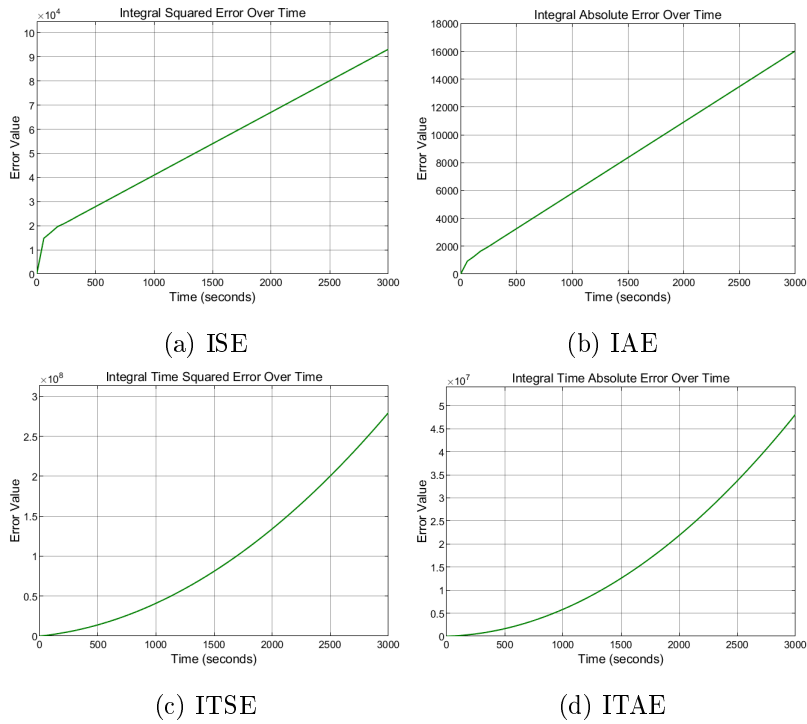 Integral Squared Error Over Time
×10⁴
10
9
8
7
6
5
4
3
2
1
0
Error Value
0 500 1000 1500 2000 2500 3000
Time (seconds)
(a) ISE
Integral Absolute Error Over Time
18000
16000
14000
12000
10000
8000
6000
4000
2000
0
Error Value
0 500 1000 1500 2000 2500 3000
Time (seconds)
(b) IAE
Integral Time Squared Error Over Time
×10⁸
3
2.5
2
1.5
1
0.5
0
Error Value
0 500 1000 1500 2000 2500 3000
Time (seconds)
(c) ITSE
Integral Time Absolute Error Over Time
×10⁷
5
4.5
4
3.5
3
2.5
2
1.5
1
0.5
0
Error Value
0 500 1000 1500 2000 2500 3000
Time (seconds)
(d) ITAE